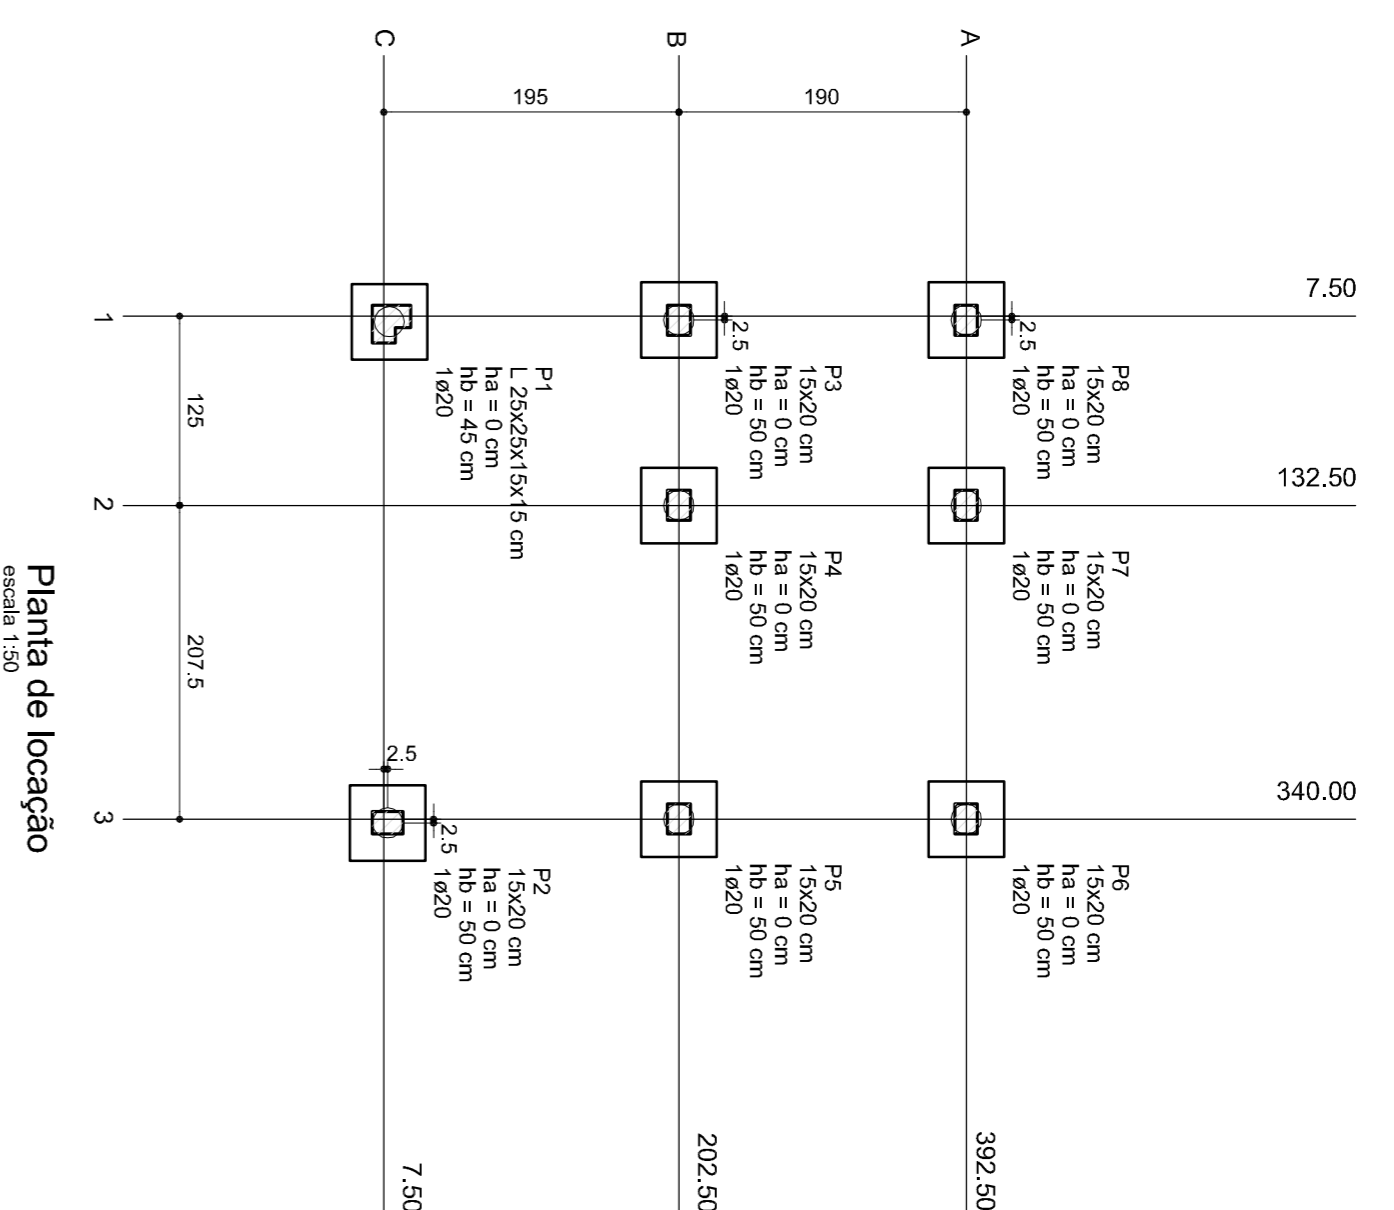 C
B
A
195
190
7.50
132.50
340.00
1
2
3
125
207.5
P1
L 25x25x15x15 cm
ha = 0 cm
hb = 45 cm
1ø20
2.5
P3
15x20 cm
ha = 0 cm
hb = 50 cm
1ø20
2.5
P8
15x20 cm
ha = 0 cm
hb = 50 cm
1ø20
P4
15x20 cm
ha = 0 cm
hb = 50 cm
1ø20
P7
15x20 cm
ha = 0 cm
hb = 50 cm
1ø20
2.5
2.5
P2
15x20 cm
ha = 0 cm
hb = 50 cm
1ø20
P5
15x20 cm
ha = 0 cm
hb = 50 cm
1ø20
P6
15x20 cm
ha = 0 cm
hb = 50 cm
1ø20
7.50
202.50
392.50
Planta de locação
escala 1:50